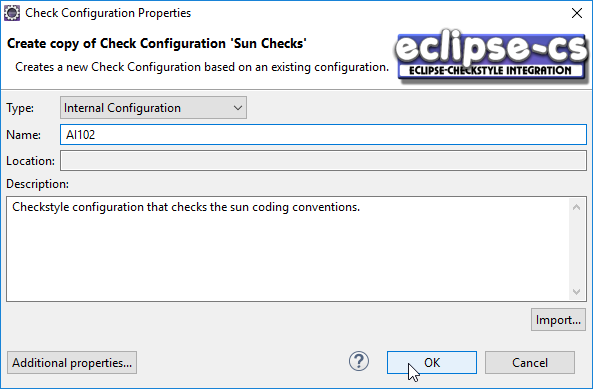 Check Configuration Properties
Create copy of Check Configuration 'Sun Checks'
Creates a new Check Configuration based on an existing configuration.
eclipse-cs
ECLIPSE-CHECKSTYLE INTEGRATION
Type: Internal Configuration
Name: AI102
Location:
Description:
Checkstyle configuration that checks the sun coding conventions.
Import...
Additional properties... ? OK Cancel